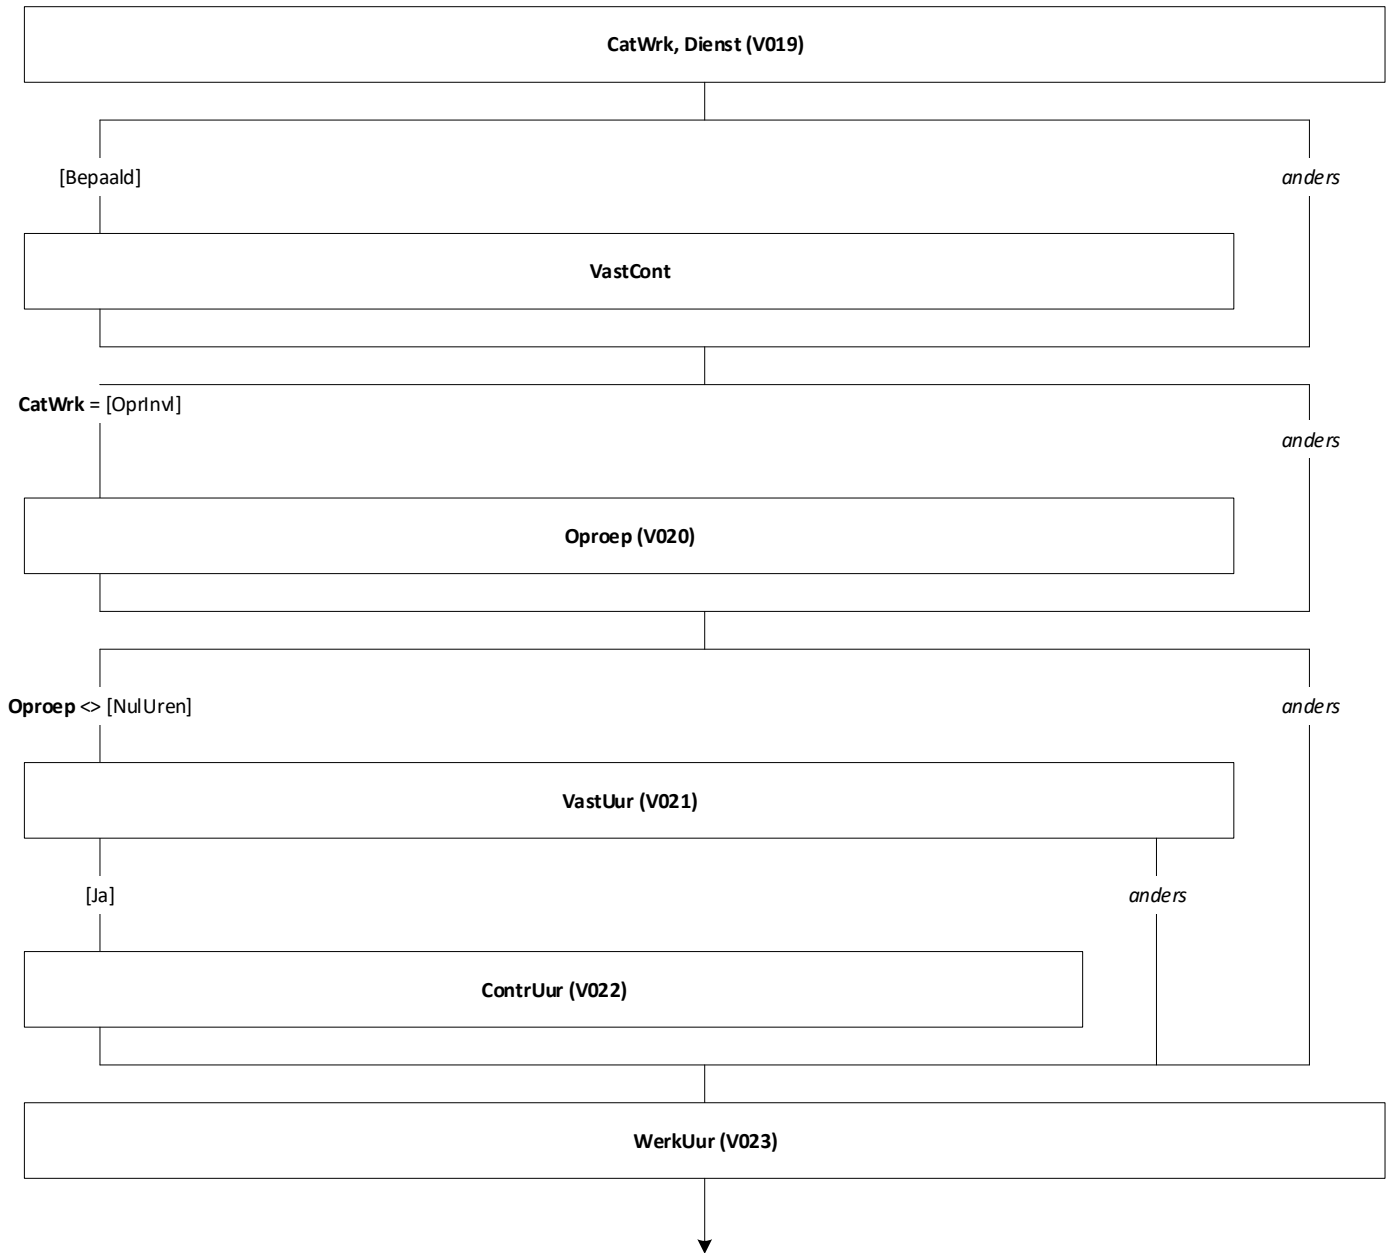 CatWrk, Dienst (V019)
[Bepaald]
anders
VastCont
CatWrk = [OprInvl]
anders
Oproep (V020)
Oproep <> [NulUren]
anders
VastUur (V021)
[Ja]
anders
ContrUur (V022)
WerkUur (V023)